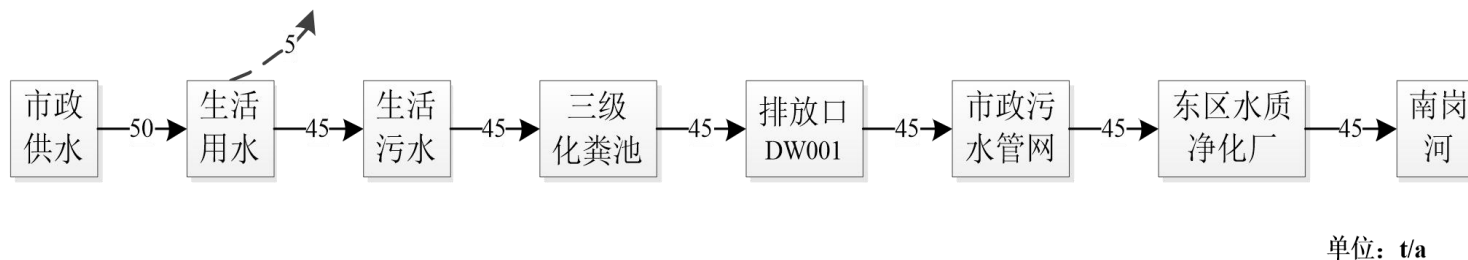 5
市政
供水
50
生活
用水
45
生活
污水
45
三级
化粪池
45
排放口
DW001
45
市政污
水管网
45
东区水质
净化厂
45
南岗
河
单位：t/a